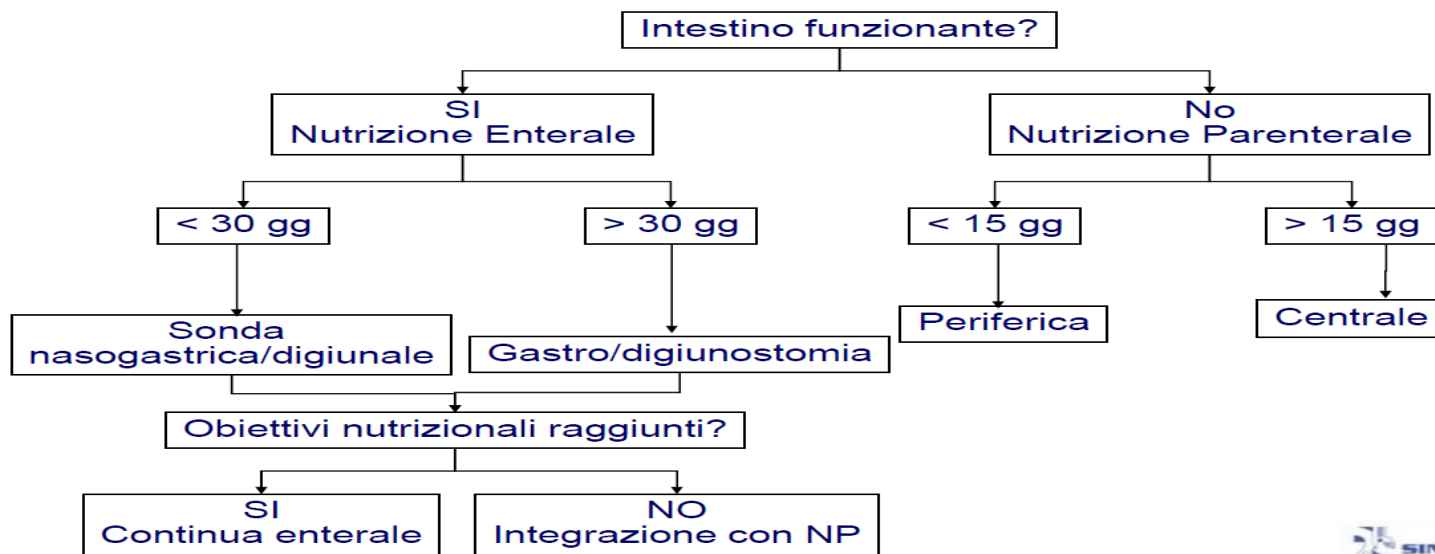 Intestino funzionante?
SI
Nutrizione Enterale
No
Nutrizione Parenterale
< 30 gg
> 30 gg
< 15 gg
> 15 gg
Sonda
nasogastrica/digiunale
Gastro/digiunostomia
Periferica
Centrale
Obiettivi nutrizionali raggiunti?
SI
Continua enterale
NO
Integrazione con NP